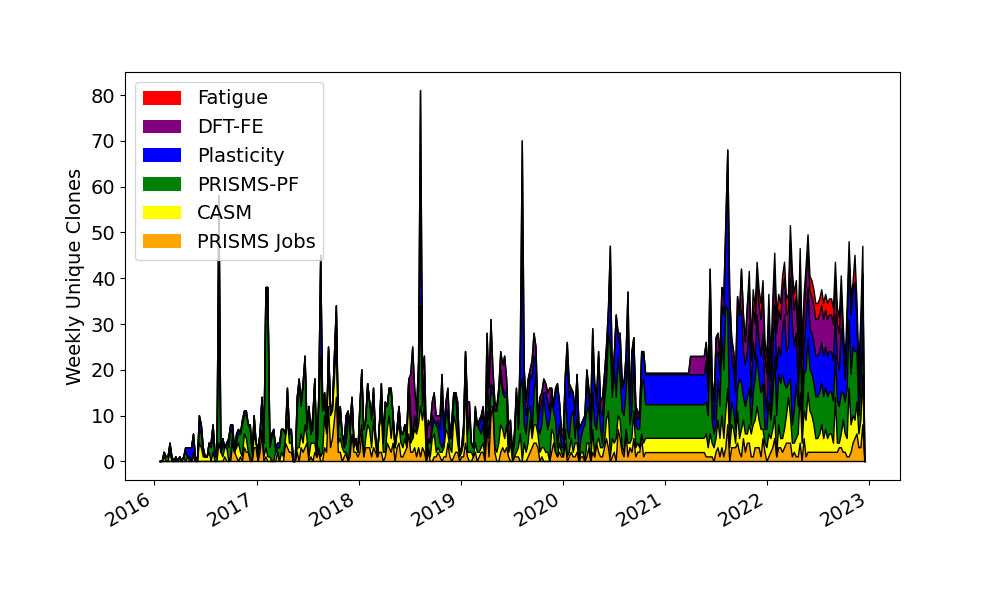 Weekly Unique Clones
80
70
60
50
40
30
20
10
0
Fatigue
DFT-FE
Plasticity
PRISMS-PF
CASM
PRISMS Jobs
2016
2017
2018
2019
2020
2021
2022
2023